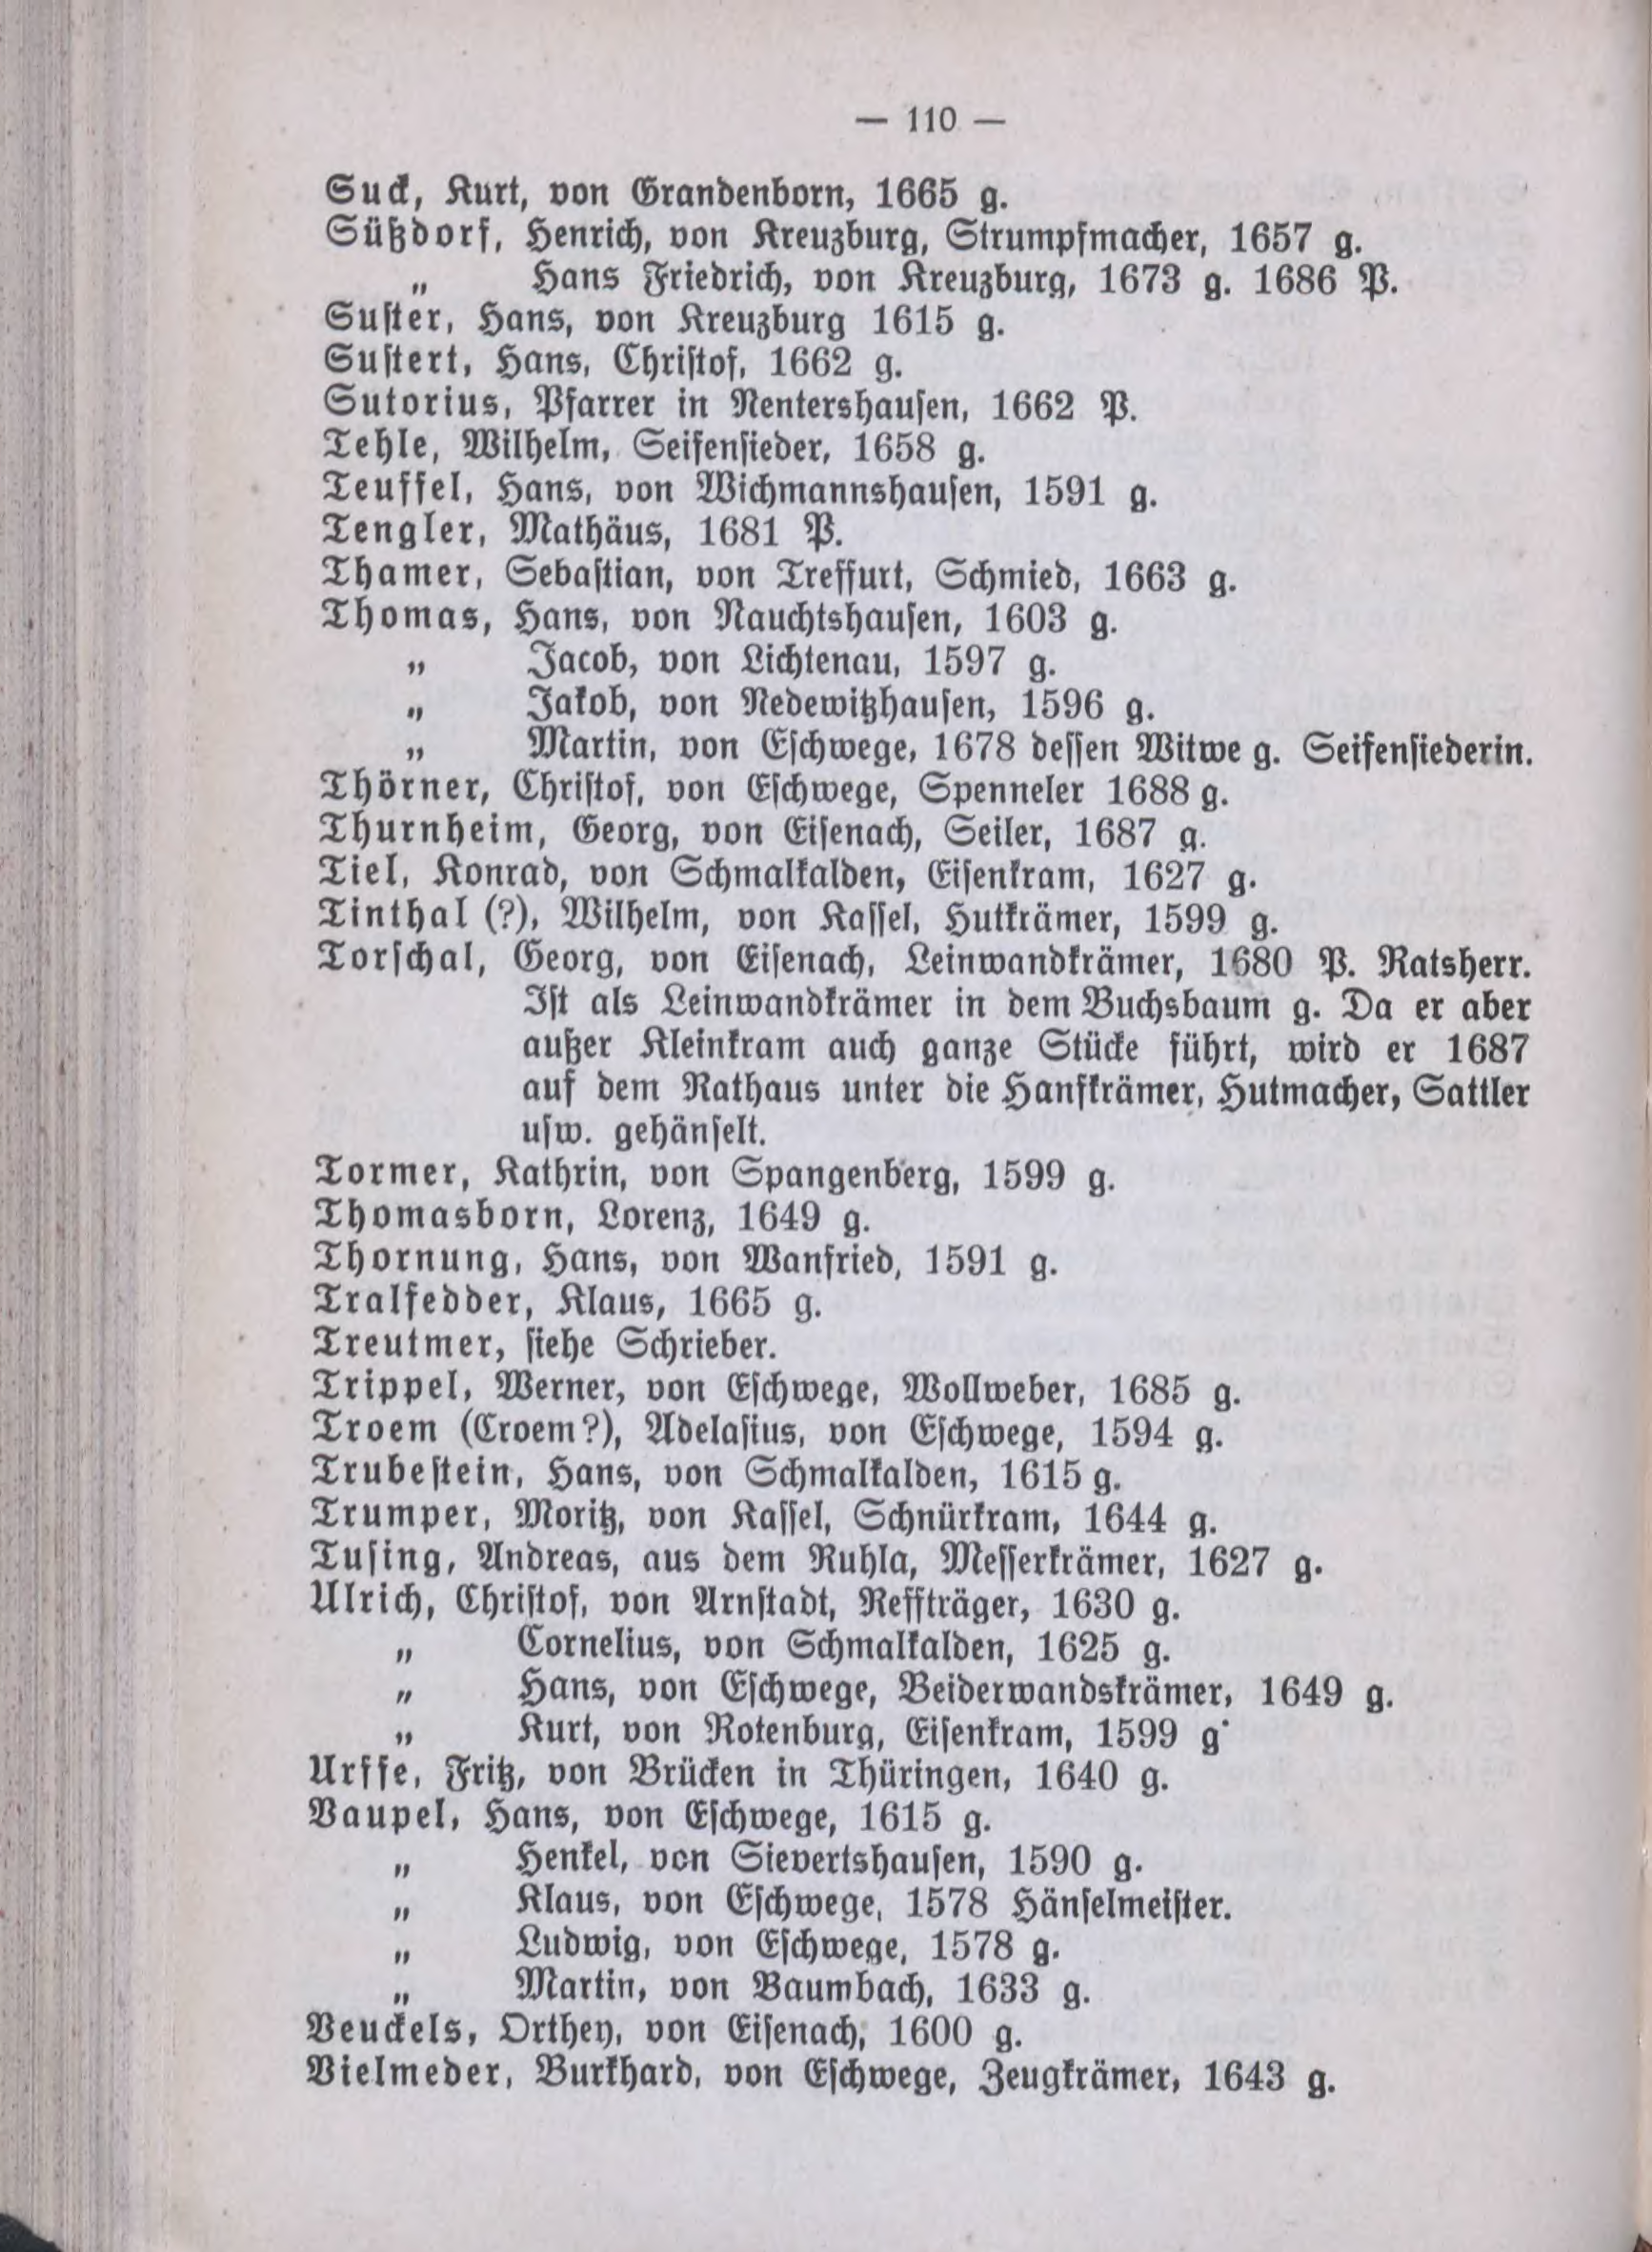 — 110 —
Suck, Kurt, von Grandenborn, 1665 g.
Süßdorf, Henrich, von Kreuzburg, Strumpfmacher, 1657 g.
„ Hans Friedrich, von Kreuzburg, 1673 g. 1686 P.
Suster, Hans, von Kreuzburg 1615 g.
Sustert, Hans, Christof, 1662 g.
Sutorius, Pfarrer in Nentershausen, 1662 P.
Tehle, Wilhelm, Seifensieder, 1658 g.
Teuffel, Hans, von Wichmannshausen, 1591 g.
Tengler, Mathäus, 1681 P.
Thamer, Sebastian, von Treffurt, Schmied, 1663 g.
Thomas, Hans, von Nauchtshausen, 1603 g.
„ Jacob, von Lichtenau, 1597 g.
„ Jakob, von Nedewitzhausen, 1596 g.
„ Martin, von Eschwege, 1678 dessen Witwe g. Seifensiederin.
Thörner, Christof, von Eschwege, Spenneler 1688 g.
Thurnheim, Georg, von Eisenach, Seiler, 1687 g.
Tiel, Konrad, von Schmalkalden, Eisenkram, 1627 g.
Tinthal (?), Wilhelm, von Kassel, Hutkrämer, 1599 g.
Torschal, Georg, von Eisenach, Leinwandkrämer, 1680 P. Ratsherr.
Ist als Leinwandkrämer in dem Buchsbaum g. Da er aber
außer Kleinkram auch ganze Stücke führt, wird er 1687
auf dem Rathaus unter die Hanfkrämer, Hutmacher, Sattler
usw. gehänselt.
Tormer, Kathrin, von Spangenberg, 1599 g.
Thomasborn, Lorenz, 1649 g.
Thornung, Hans, von Wanfried, 1591 g.
Tralfedder, Klaus, 1665 g.
Treutmer, siehe Schrieber.
Trippel, Werner, von Eschwege, Wollweber, 1685 g.
Troem (Croem?), Adelasius, von Eschwege, 1594 g.
Trubestein, Hans, von Schmalkalden, 1615 g.
Trumper, Moritz, von Kassel, Schnürkram, 1644 g.
Tusing, Andreas, aus dem Ruhla, Messerkrämer, 1627 g.
Ulrich, Christof, von Arnstadt, Reffträger, 1630 g.
„ Cornelius, von Schmalkalden, 1625 g.
„ Hans, von Eschwege, Beiderwandskrämer, 1649 g.
„ Kurt, von Rotenburg, Eisenkram, 1599 g.
Urffe, Fritz, von Brücken in Thüringen, 1640 g.
Vaupel, Hans, von Eschwege, 1615 g.
„ Henkel, von Sievertshausen, 1590 g.
„ Klaus, von Eschwege, 1578 Hänselmeister.
„ Ludwig, von Eschwege, 1578 g.
„ Martin, von Baumbach, 1633 g.
Veuckels, Orthey, von Eisenach, 1600 g.
Vielmeder, Burkhard, von Eschwege, Zeugkrämer, 1643 g.